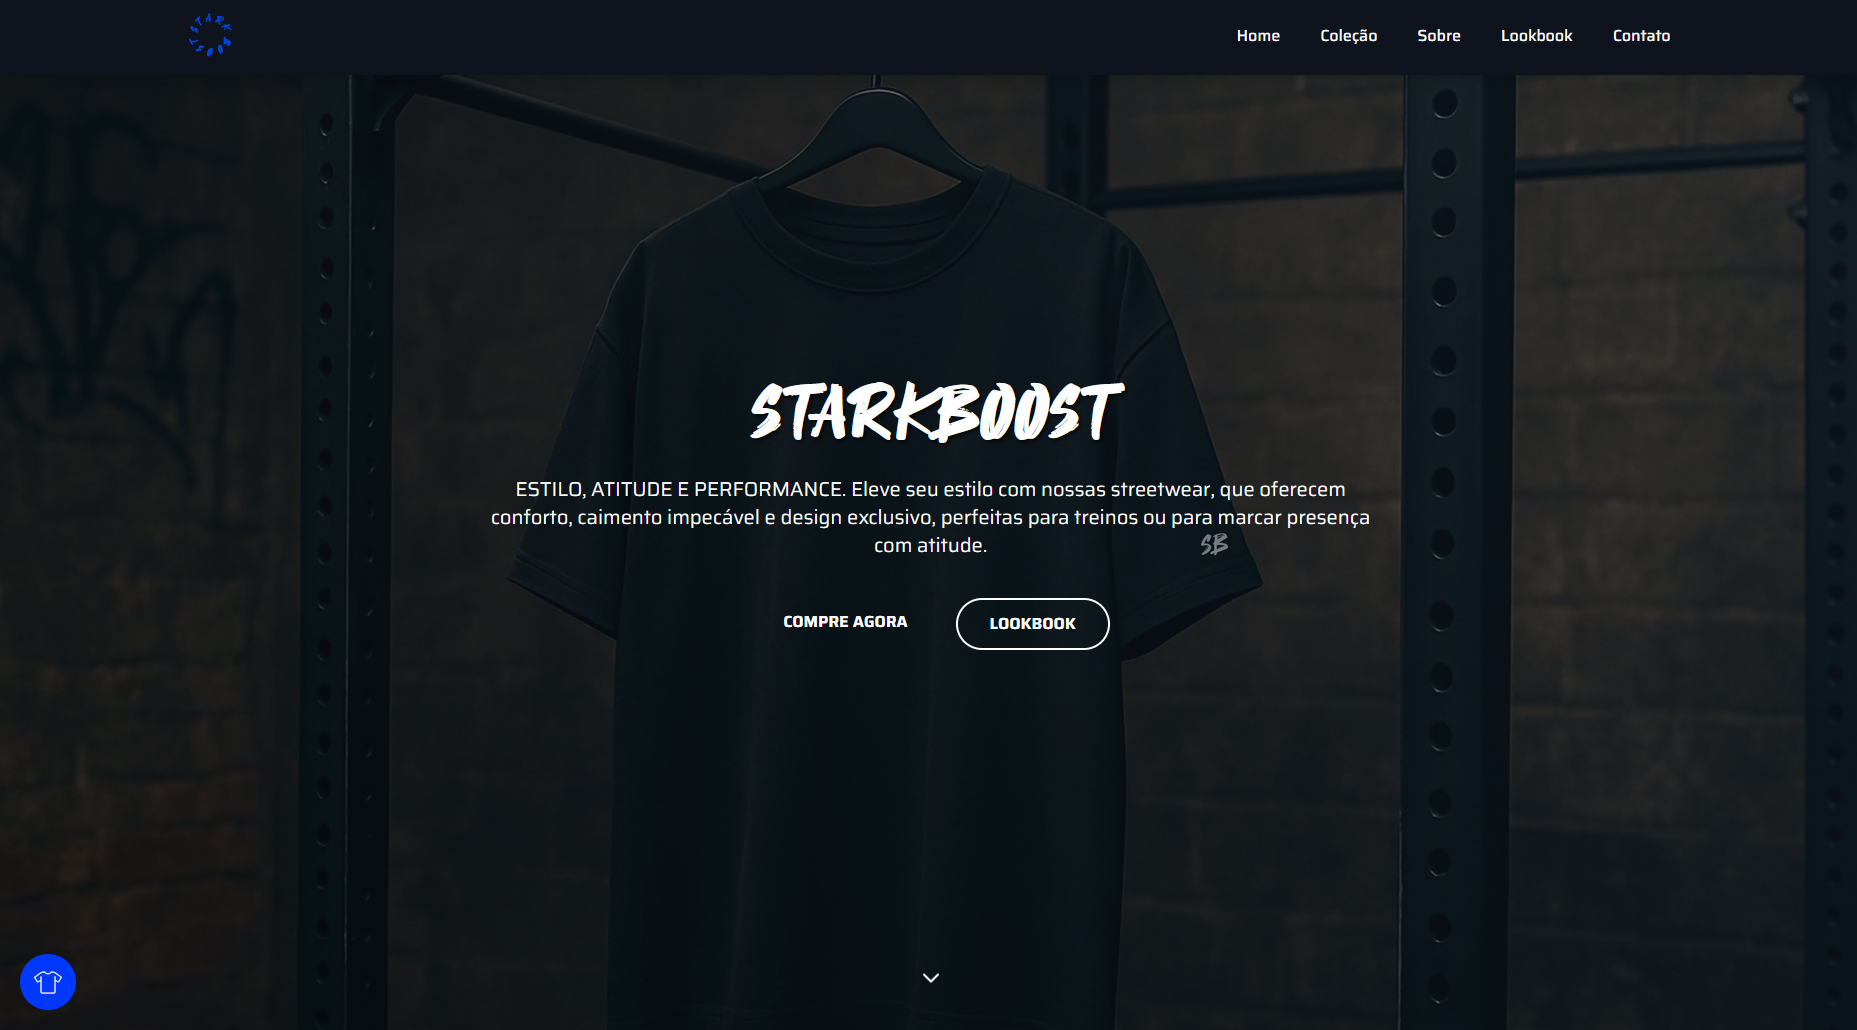 STARK
BOOST
Home Coleção Sobre Lookbook Contato
STARKBOOST
ESTILO, ATITUDE E PERFORMANCE. Eleve seu estilo com nossas streetwear, que oferecem
conforto, caimento impecável e design exclusivo, perfeitas para treinos ou para marcar presença
com atitude.
SB
COMPRE AGORA LOOKBOOK